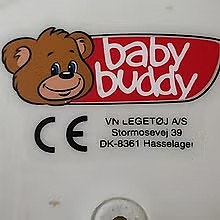 baby
buddy
CE
VN LEGETØJ A/S
Stormosevej 39
DK-8361 Hasselager